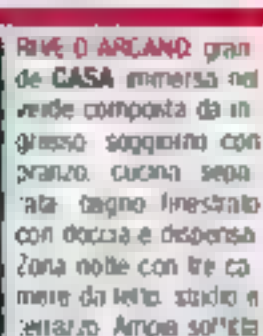 RIVE D ARCANO gran
de CASA immersa nel
verde composta da in
gresso soggiorno con
pranzo, cucina sepa
rata bagno finestrato
con doccia e dispensa
Zona notte con tre ca
mere da letto studio e
terrazzo Ampia soffitta